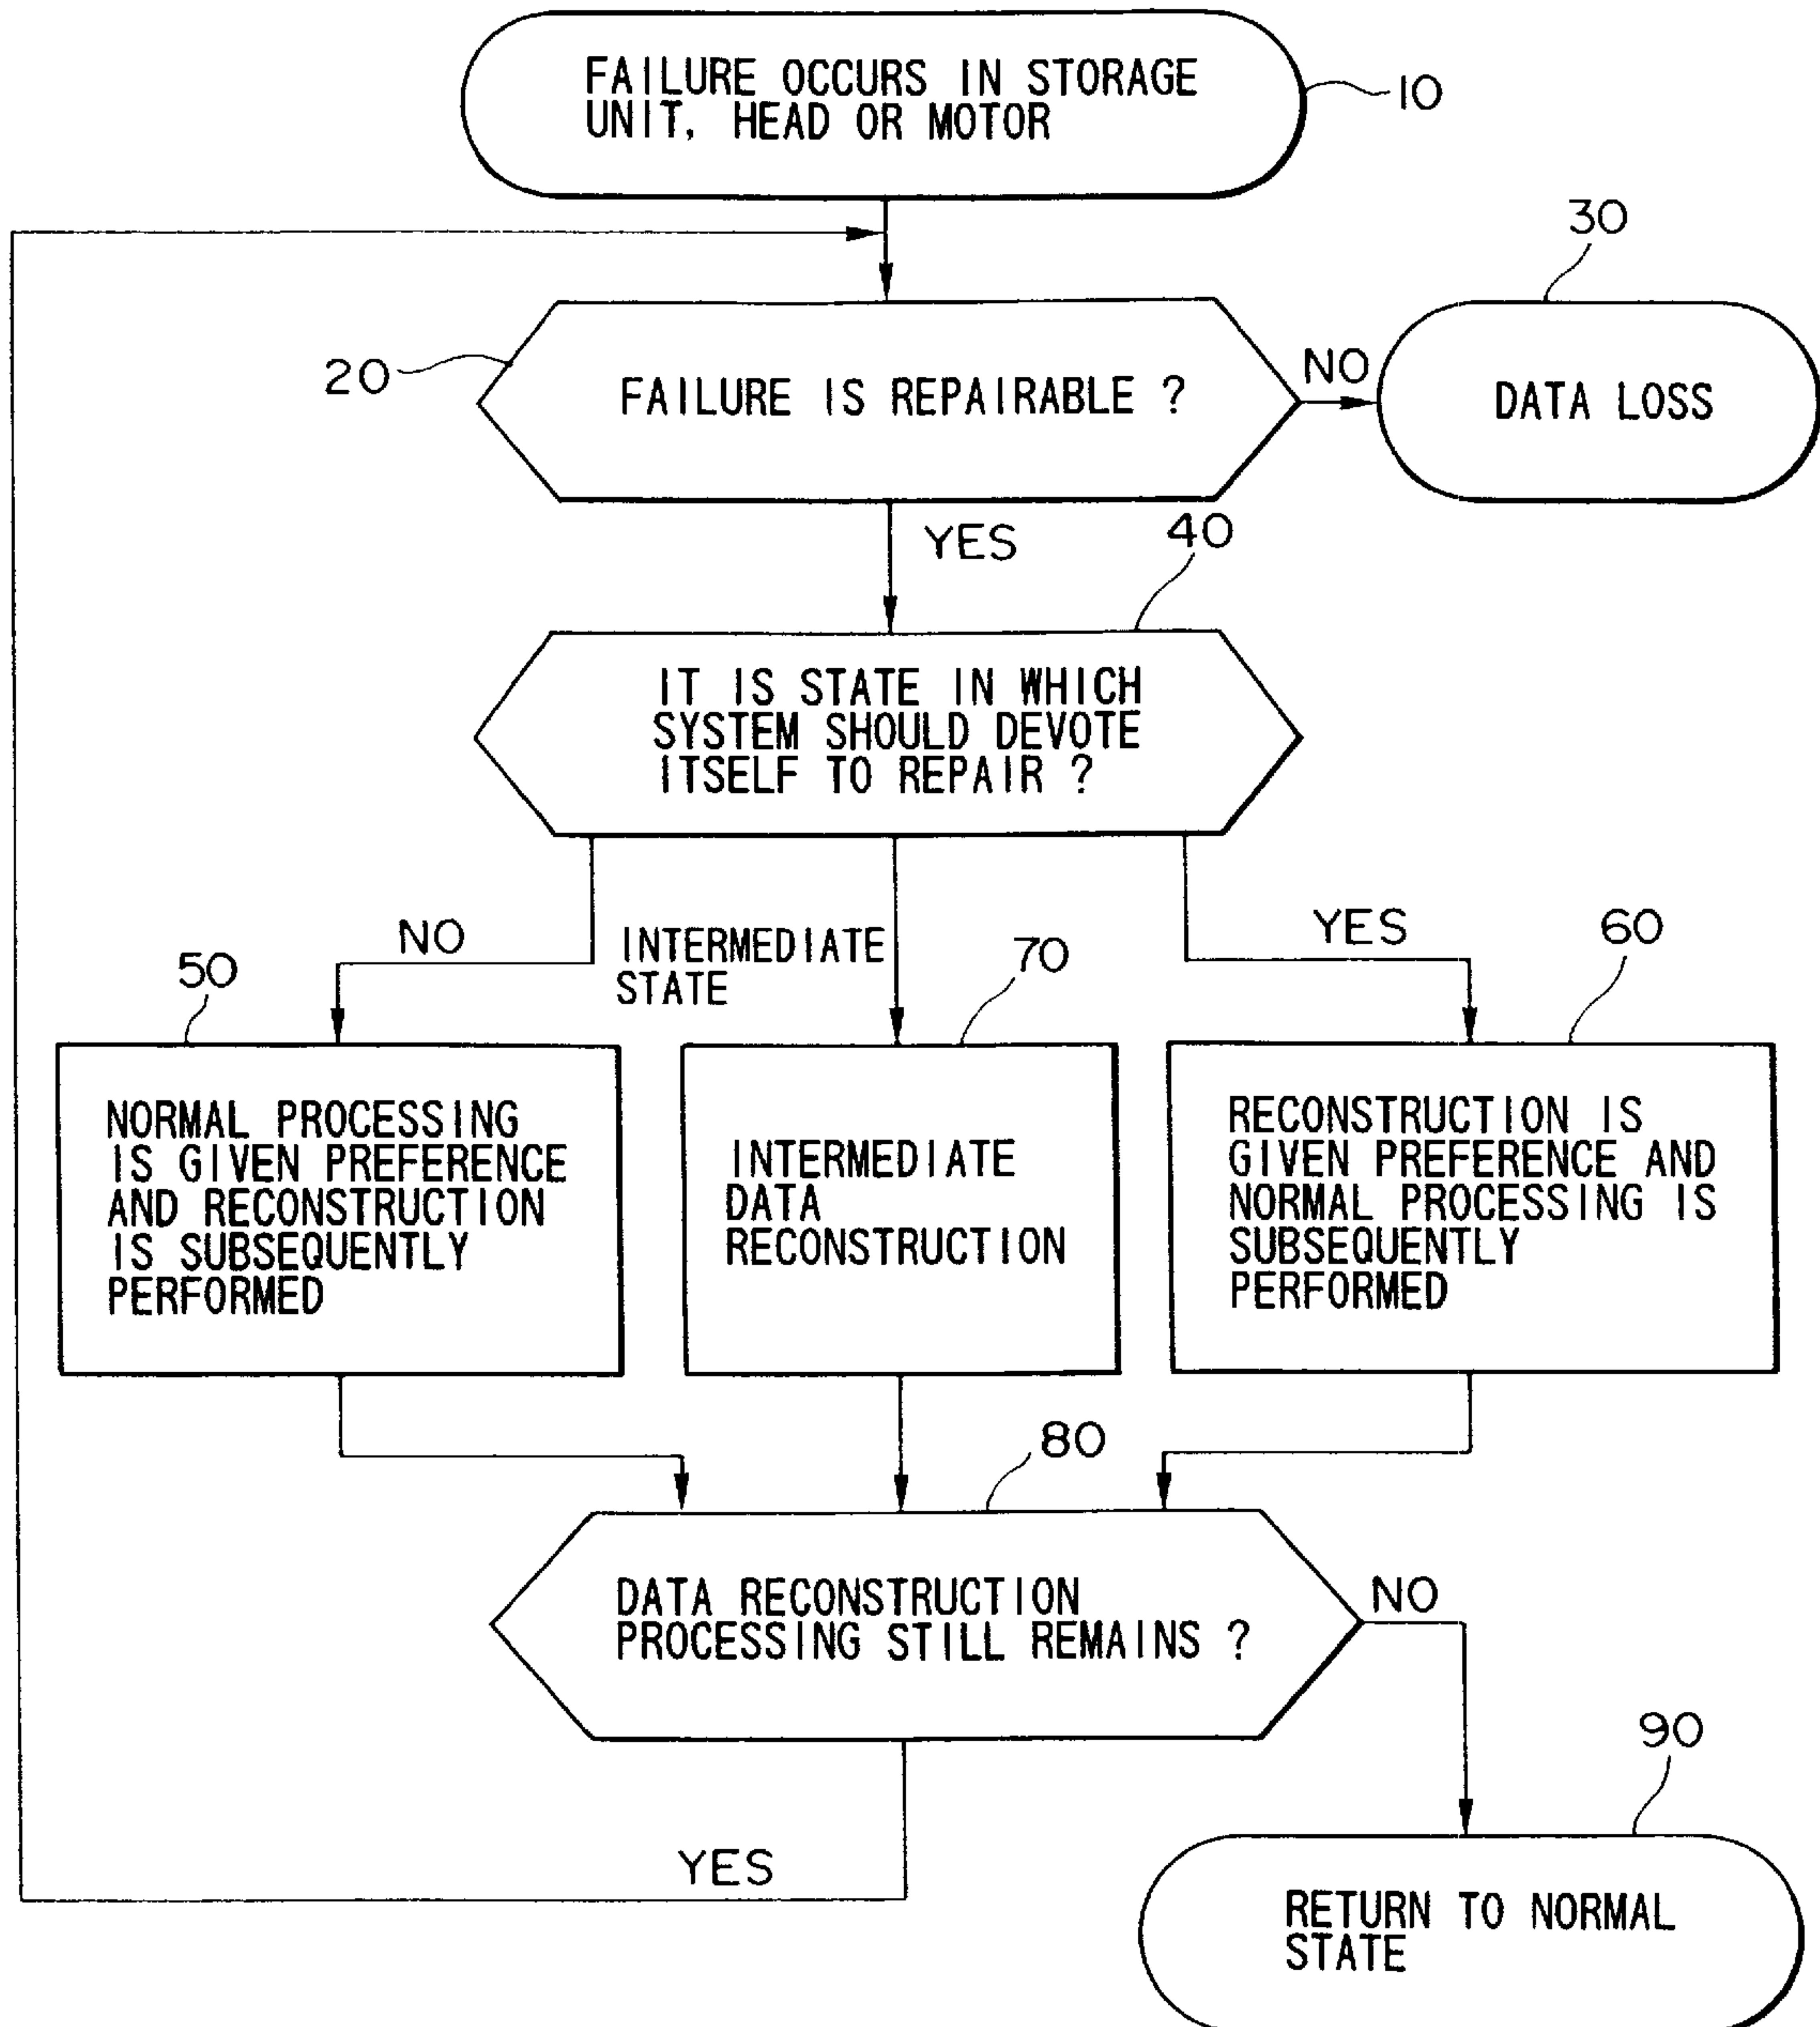 FAILURE OCCURS IN STORAGE
UNIT, HEAD OR MOTOR
10
30
20
FAILURE IS REPAIRABLE ?
NO
DATA LOSS
YES
40
IT IS STATE IN WHICH
SYSTEM SHOULD DEVOTE
ITSELF TO REPAIR ?
NO
INTERMEDIATE
STATE
YES
50
70
60
NORMAL PROCESSING
IS GIVEN PREFERENCE
AND RECONSTRUCTION
IS SUBSEQUENTLY
PERFORMED
INTERMEDIATE
DATA
RECONSTRUCTION
RECONSTRUCTION IS
GIVEN PREFERENCE AND
NORMAL PROCESSING IS
SUBSEQUENTLY
PERFORMED
80
DATA RECONSTRUCTION
PROCESSING STILL REMAINS ?
NO
YES
90
RETURN TO NORMAL
STATE